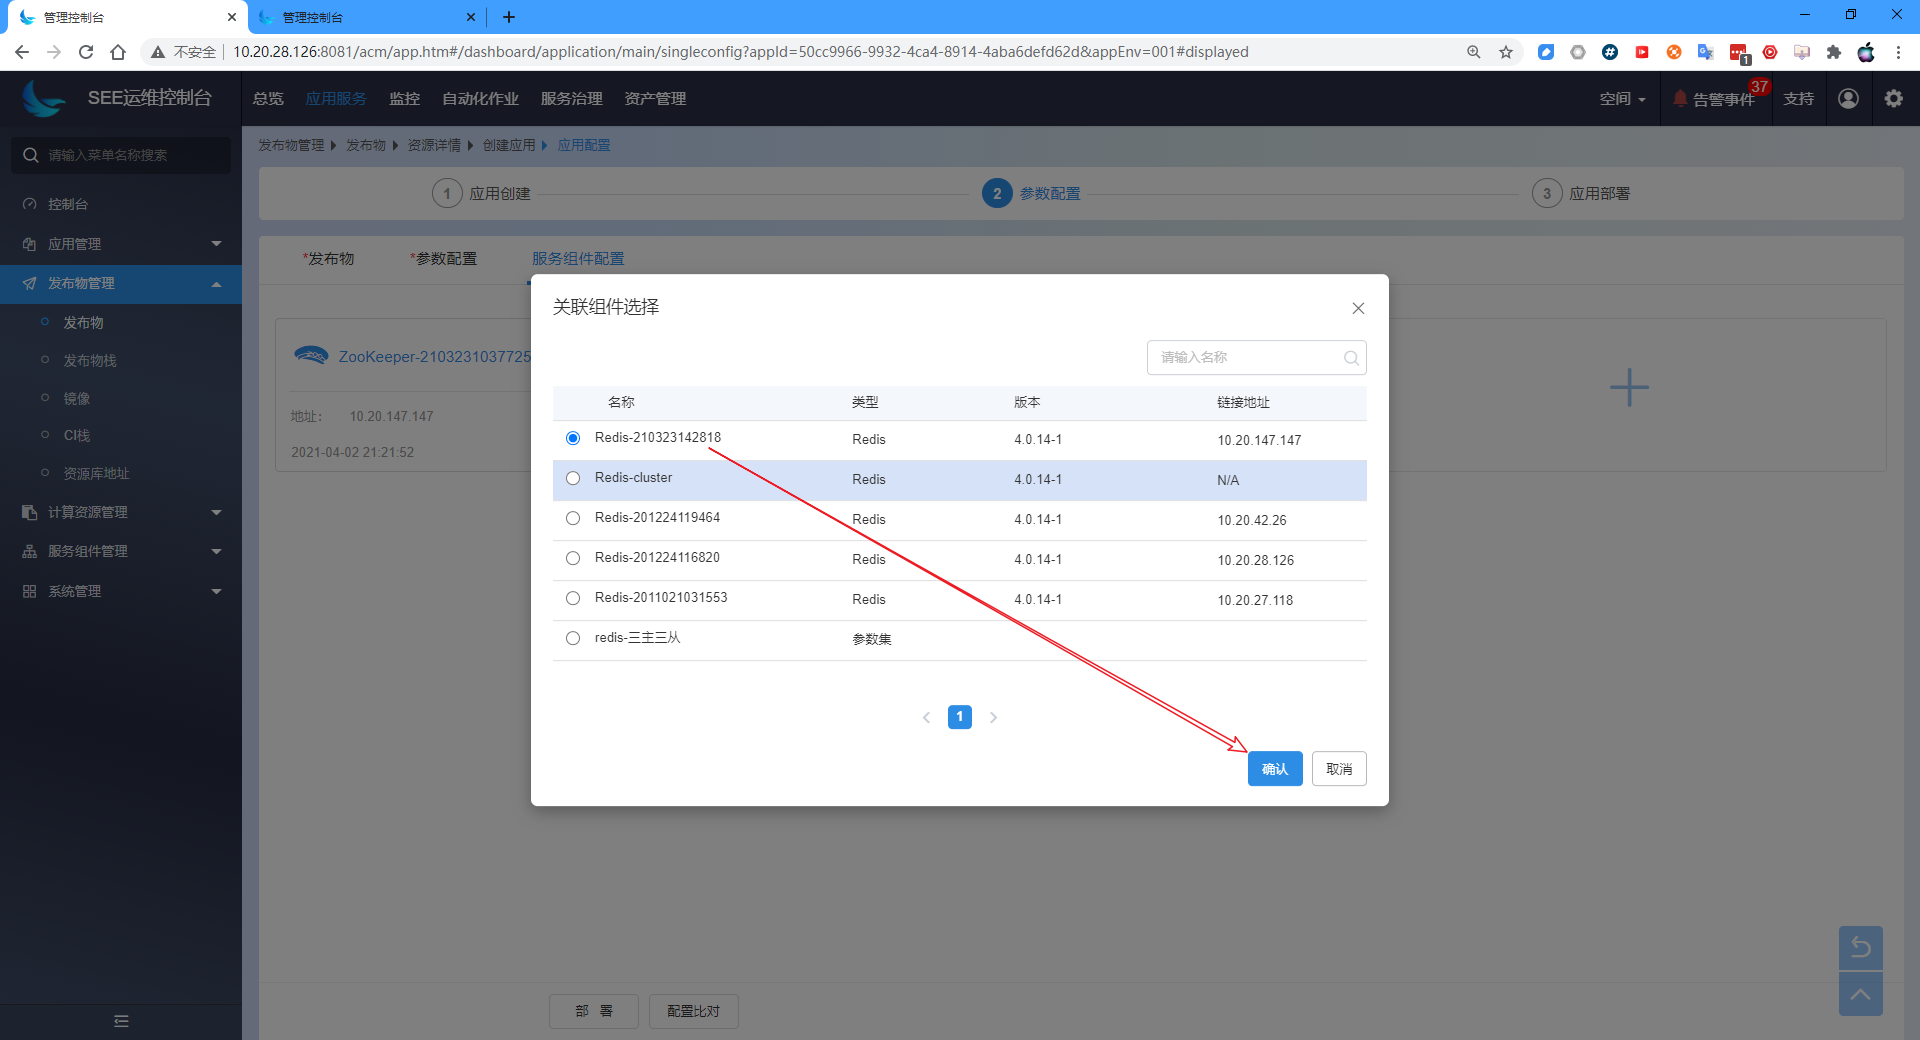 管理控制台
管理控制台
不安全
10.20.28.126:8081/acm/app.htm#/dashboard/application/main/singleconfig?appId=50cc9966-9932-4ca4-8914-4aba6defd62d&appEnv=001#displayed
1
SEE运维控制台
总览 应用服务 监控 自动化作业 服务治理 资产管理
空间 告警事件 37 支持
请输入菜单名称搜索
控制台
应用管理
发布物管理
发布物
发布物栈
镜像
CI栈
资源库地址
计算资源管理
服务组件管理
系统管理
发布物管理 发布物 资源详情 创建应用 应用配置
1 应用创建 2 参数配置 3 应用部署
*发布物 *参数配置 服务组件配置
ZooKeeper-2103231037725
地址： 10.20.147.147
2021-04-02 21:21:52
关联组件选择
请输入名称
名称 类型 版本 链接地址
Redis-210323142818 Redis 4.0.14-1 10.20.147.147
Redis-cluster Redis 4.0.14-1 N/A
Redis-201224119464 Redis 4.0.14-1 10.20.42.26
Redis-201224116820 Redis 4.0.14-1 10.20.28.126
Redis-2011021031553 Redis 4.0.14-1 10.20.27.118
redis-三主三从 参数集
1
确认 取消
部 署 配置比对